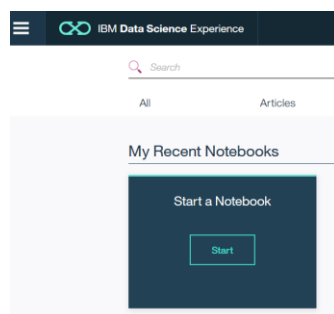 IBM Data Science Experience
Search
All Articles
My Recent Notebooks
Start a Notebook
Start